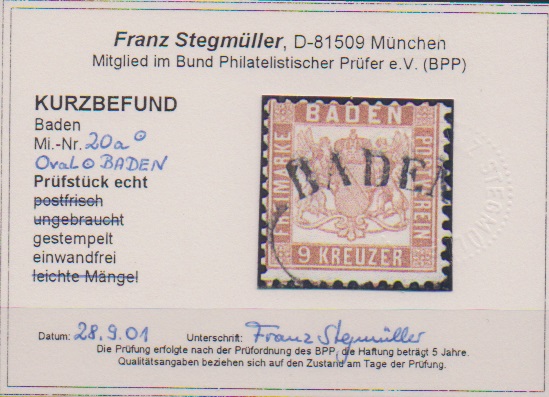 Franz Stegmüller, D-81509 München
Mitglied im Bund Philatelistischer Prüfer e.V. (BPP)
KURZBEFUND
Baden
Mi.-Nr. 20a ⊙
Oval ⊙ BADEN
Prüfstück echt
postfrisch
ungebraucht
gestempelt
einwandfrei
leichte Mängel
BADEN
FREIMARKE
POSTVEREIN
BADEN
9 KREUZER
STEGMÜ
Datum: 28.9.01 Unterschrift: Franz Stegmüller
Die Prüfung erfolgte nach der Prüfordnung des BPP, die Haftung beträgt 5 Jahre.
Qualitätsangaben beziehen sich auf den Zustand am Tage der Prüfung.